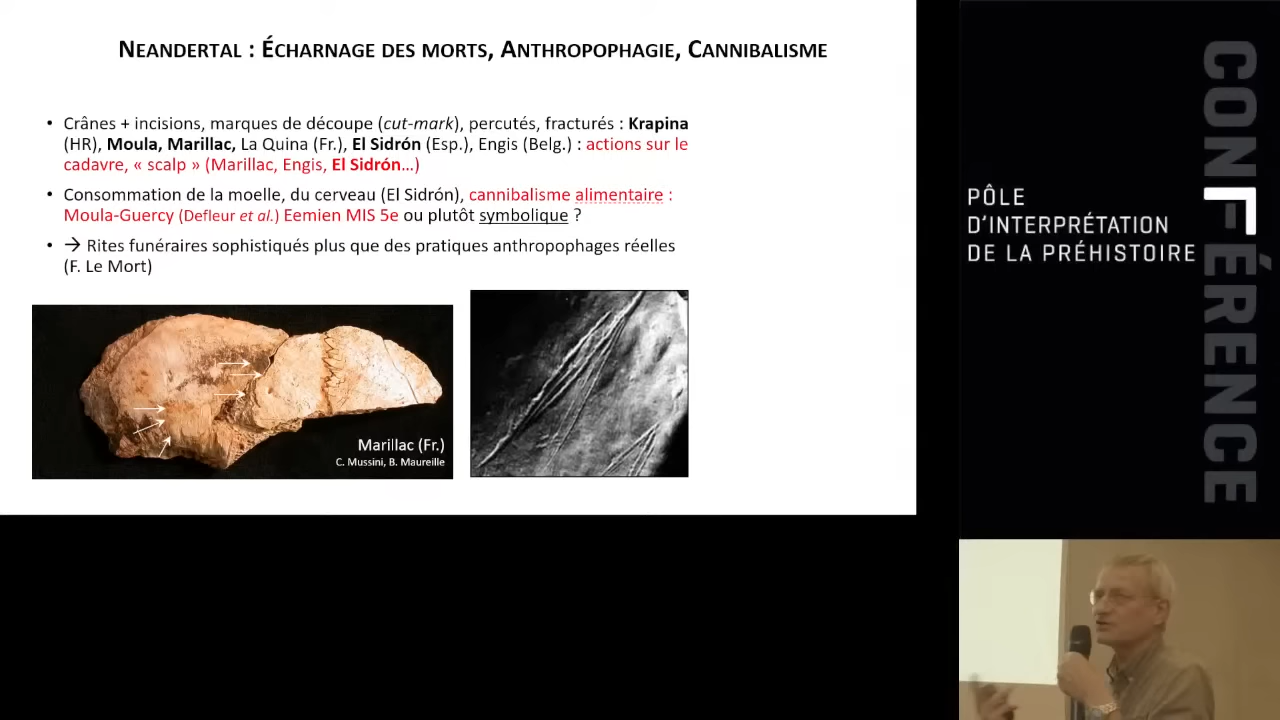 NEANDERTAL : ÉCHARNAGE DES MORTS, ANTHROPOPHAGIE, CANNIBALISME
• Crânes + incisions, marques de découpe (cut-mark), percutés, fracturés : Krapina
(HR), Moula, Marillac, La Quina (Fr.), El Sidrón (Esp.), Engis (Belg.) : actions sur le
cadavre, « scalp » (Marillac, Engis, El Sidrón…)
• Consommation de la moelle, du cerveau (El Sidrón), cannibalisme alimentaire :
Moula-Guercy (Defleur et al.) Eemien MIS 5e ou plutôt symbolique ?
• → Rites funéraires sophistiqués plus que des pratiques anthropophages réelles
(F. Le Mort)
Marillac (Fr.)
C. Mussini, B. Maureille
PÔLE
D'INTERPRÉTATION
DE LA PRÉHISTOIRE
CONFÉRENCE